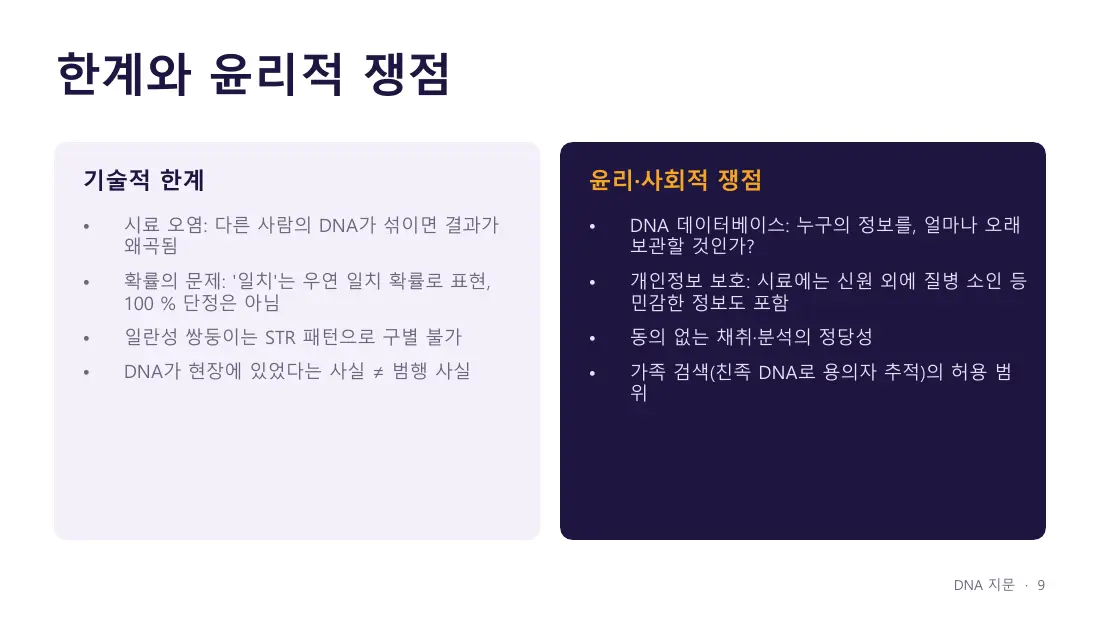 한계와 윤리적 쟁점
기술적 한계
• 시료 오염: 다른 사람의 DNA가 섞이면 결과가
왜곡됨
• 확률의 문제: '일치'는 우연 일치 확률로 표현,
100 % 단정은 아님
• 일란성 쌍둥이는 STR 패턴으로 구별 불가
• DNA가 현장에 있었다는 사실 ≠ 범행 사실
윤리·사회적 쟁점
• DNA 데이터베이스: 누구의 정보를, 얼마나 오래
보관할 것인가?
• 개인정보 보호: 시료에는 신원 외에 질병 소인 등
민감한 정보도 포함
• 동의 없는 채취·분석의 정당성
• 가족 검색(친족 DNA로 용의자 추적)의 허용 범
위
DNA 지문 · 9